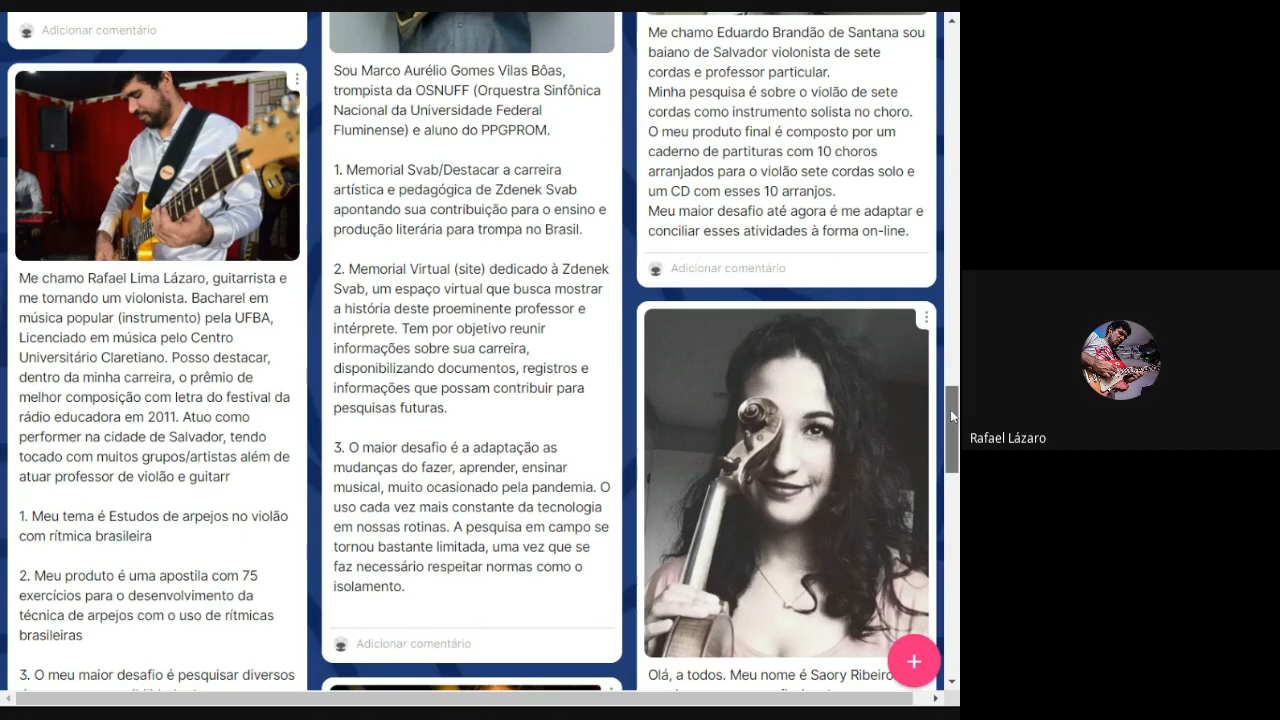 Adicionar comentário
Me chamo Rafael Lima Lázaro, guitarrista e
me tornando um violonista. Bacharel em
música popular (instrumento) pela UFBA,
Licenciado em música pelo Centro
Universitário Claretiano. Posso destacar,
dentro da minha carreira, o prêmio de
melhor composição com letra do festival da
rádio educadora em 2011. Atuo como
performer na cidade de Salvador, tendo
tocado com muitos grupos/artistas além de
atuar professor de violão e guitarr
1. Meu tema é Estudos de arpejos no violão
com rítmica brasileira
2. Meu produto é uma apostila com 75
exercícios para o desenvolvimento da
técnica de arpejos com o uso de rítmicas
brasileiras
3. O meu maior desafio é pesquisar diversos
Sou Marco Aurélio Gomes Vilas Bôas,
trompista da OSNUFF (Orquestra Sinfônica
Nacional da Universidade Federal
Fluminense) e aluno do PPGPROM.
1. Memorial Svab/Destacar a carreira
artística e pedagógica de Zdenek Svab
apontando sua contribuição para o ensino e
produção literária para trompa no Brasil.
2. Memorial Virtual (site) dedicado à Zdenek
Svab, um espaço virtual que busca mostrar
a história deste proeminente professor e
intérprete. Tem por objetivo reunir
informações sobre sua carreira,
disponibilizando documentos, registros e
informações que possam contribuir para
pesquisas futuras.
3. O maior desafio é a adaptação as
mudanças do fazer, aprender, ensinar
musical, muito ocasionado pela pandemia. O
uso cada vez mais constante da tecnologia
em nossas rotinas. A pesquisa em campo se
tornou bastante limitada, uma vez que se
faz necessário respeitar normas como o
isolamento.
Adicionar comentário
Me chamo Eduardo Brandão de Santana sou
baiano de Salvador violonista de sete
cordas e professor particular.
Minha pesquisa é sobre o violão de sete
cordas como instrumento solista no choro.
O meu produto final é composto por um
caderno de partituras com 10 choros
arranjados para o violão sete cordas solo e
um CD com esses 10 arranjos.
Meu maior desafio até agora é me adaptar e
conciliar esses atividades à forma on-line.
Adicionar comentário
Olá, a todos. Meu nome é Saory Ribeiro
Rafael Lázaro